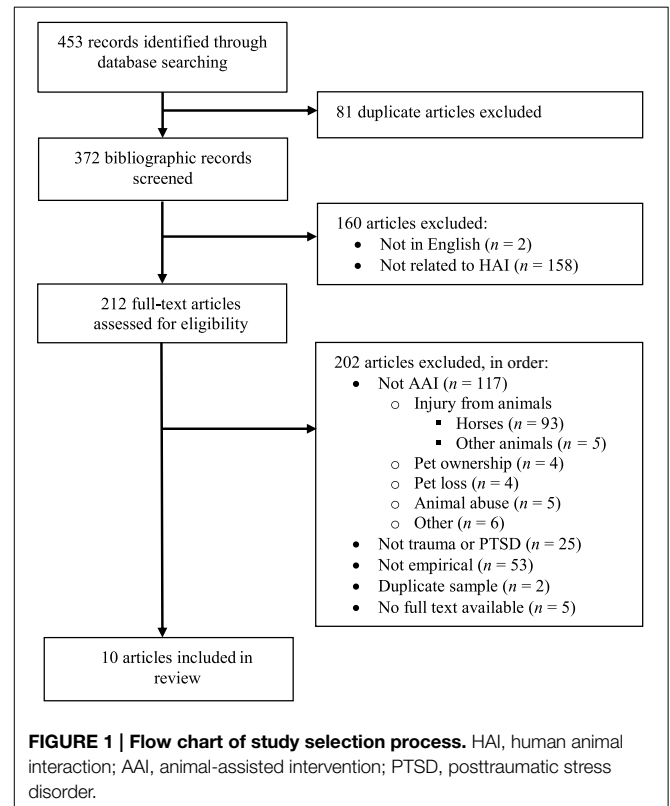 453 records identified through
database searching
81 duplicate articles excluded
372 bibliographic records
screened
160 articles excluded:
• Not in English (n = 2)
• Not related to HAI (n = 158)
212 full-text articles
assessed for eligibility
202 articles excluded, in order:
• Not AAI (n = 117)
o Injury from animals
▪ Horses (n = 93)
▪ Other animals (n = 5)
o Pet ownership (n = 4)
o Pet loss (n = 4)
o Animal abuse (n = 5)
o Other (n = 6)
• Not trauma or PTSD (n = 25)
• Not empirical (n = 53)
• Duplicate sample (n = 2)
• No full text available (n = 5)
10 articles included in
review
FIGURE 1 | Flow chart of study selection process. HAI, human animal
interaction; AAI, animal-assisted intervention; PTSD, posttraumatic stress
disorder.